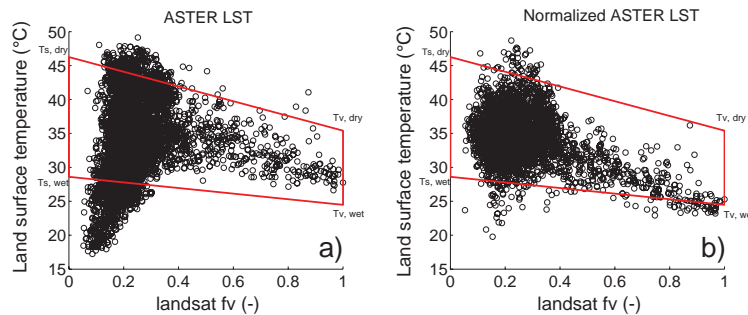 ASTER LST
Land surface temperature (°C)
50
45
40
35
30
25
20
15
Ts, dry
Ts, wet
Tv, dry
Tv, wet
a)
0
0.2
0.4
0.6
0.8
1
landsat fv (-)
Normalized ASTER LST
Land surface temperature (°C)
50
45
40
35
30
25
20
15
Ts, dry
Ts, wet
Tv, dry
Tv, we
b)
0
0.2
0.4
0.6
0.8
1
landsat fv (-)